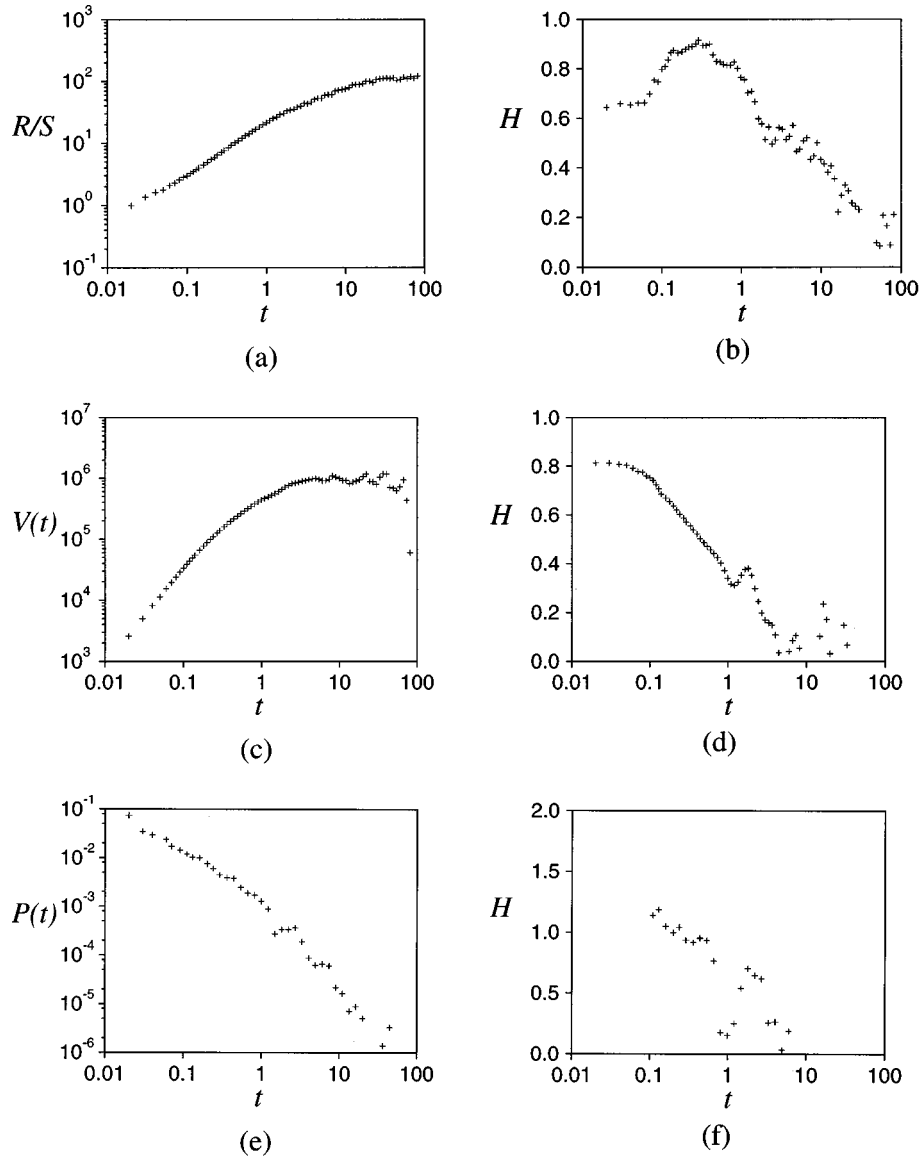 10^3
10^2
R/S
10^1
10^0
10^-1
0.01 0.1 1 10 100
t
(a)
1.0
0.8
H 0.6
0.4
0.2
0.0
0.01 0.1 1 10 100
t
(b)
10^7
10^6
V(t)
10^5
10^4
10^3
0.01 0.1 1 10 100
t
(c)
1.0
0.8
H 0.6
0.4
0.2
0.0
0.01 0.1 1 10 100
t
(d)
10^-1
10^-2
P(t) 10^-3
10^-4
10^-5
10^-6
0.01 0.1 1 10 100
t
(e)
2.0
1.5
H 1.0
0.5
0.0
0.01 0.1 1 10 100
t
(f)